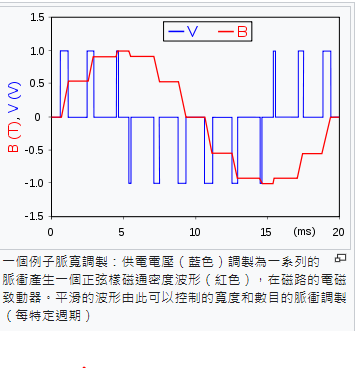 1.5
V
B
1.0
0.5
0
-0.5
-1.0
-1.5
B (T), V (V)
0
5
10
15
(ms)
20
一個例子脈寬調製：供電電壓（藍色）調製為一系列的
脈衝產生一個正弦樣磁通密度波形（紅色），在磁路的電磁
致動器。平滑的波形由此可以控制的寬度和數目的脈衝調製
（每特定週期）